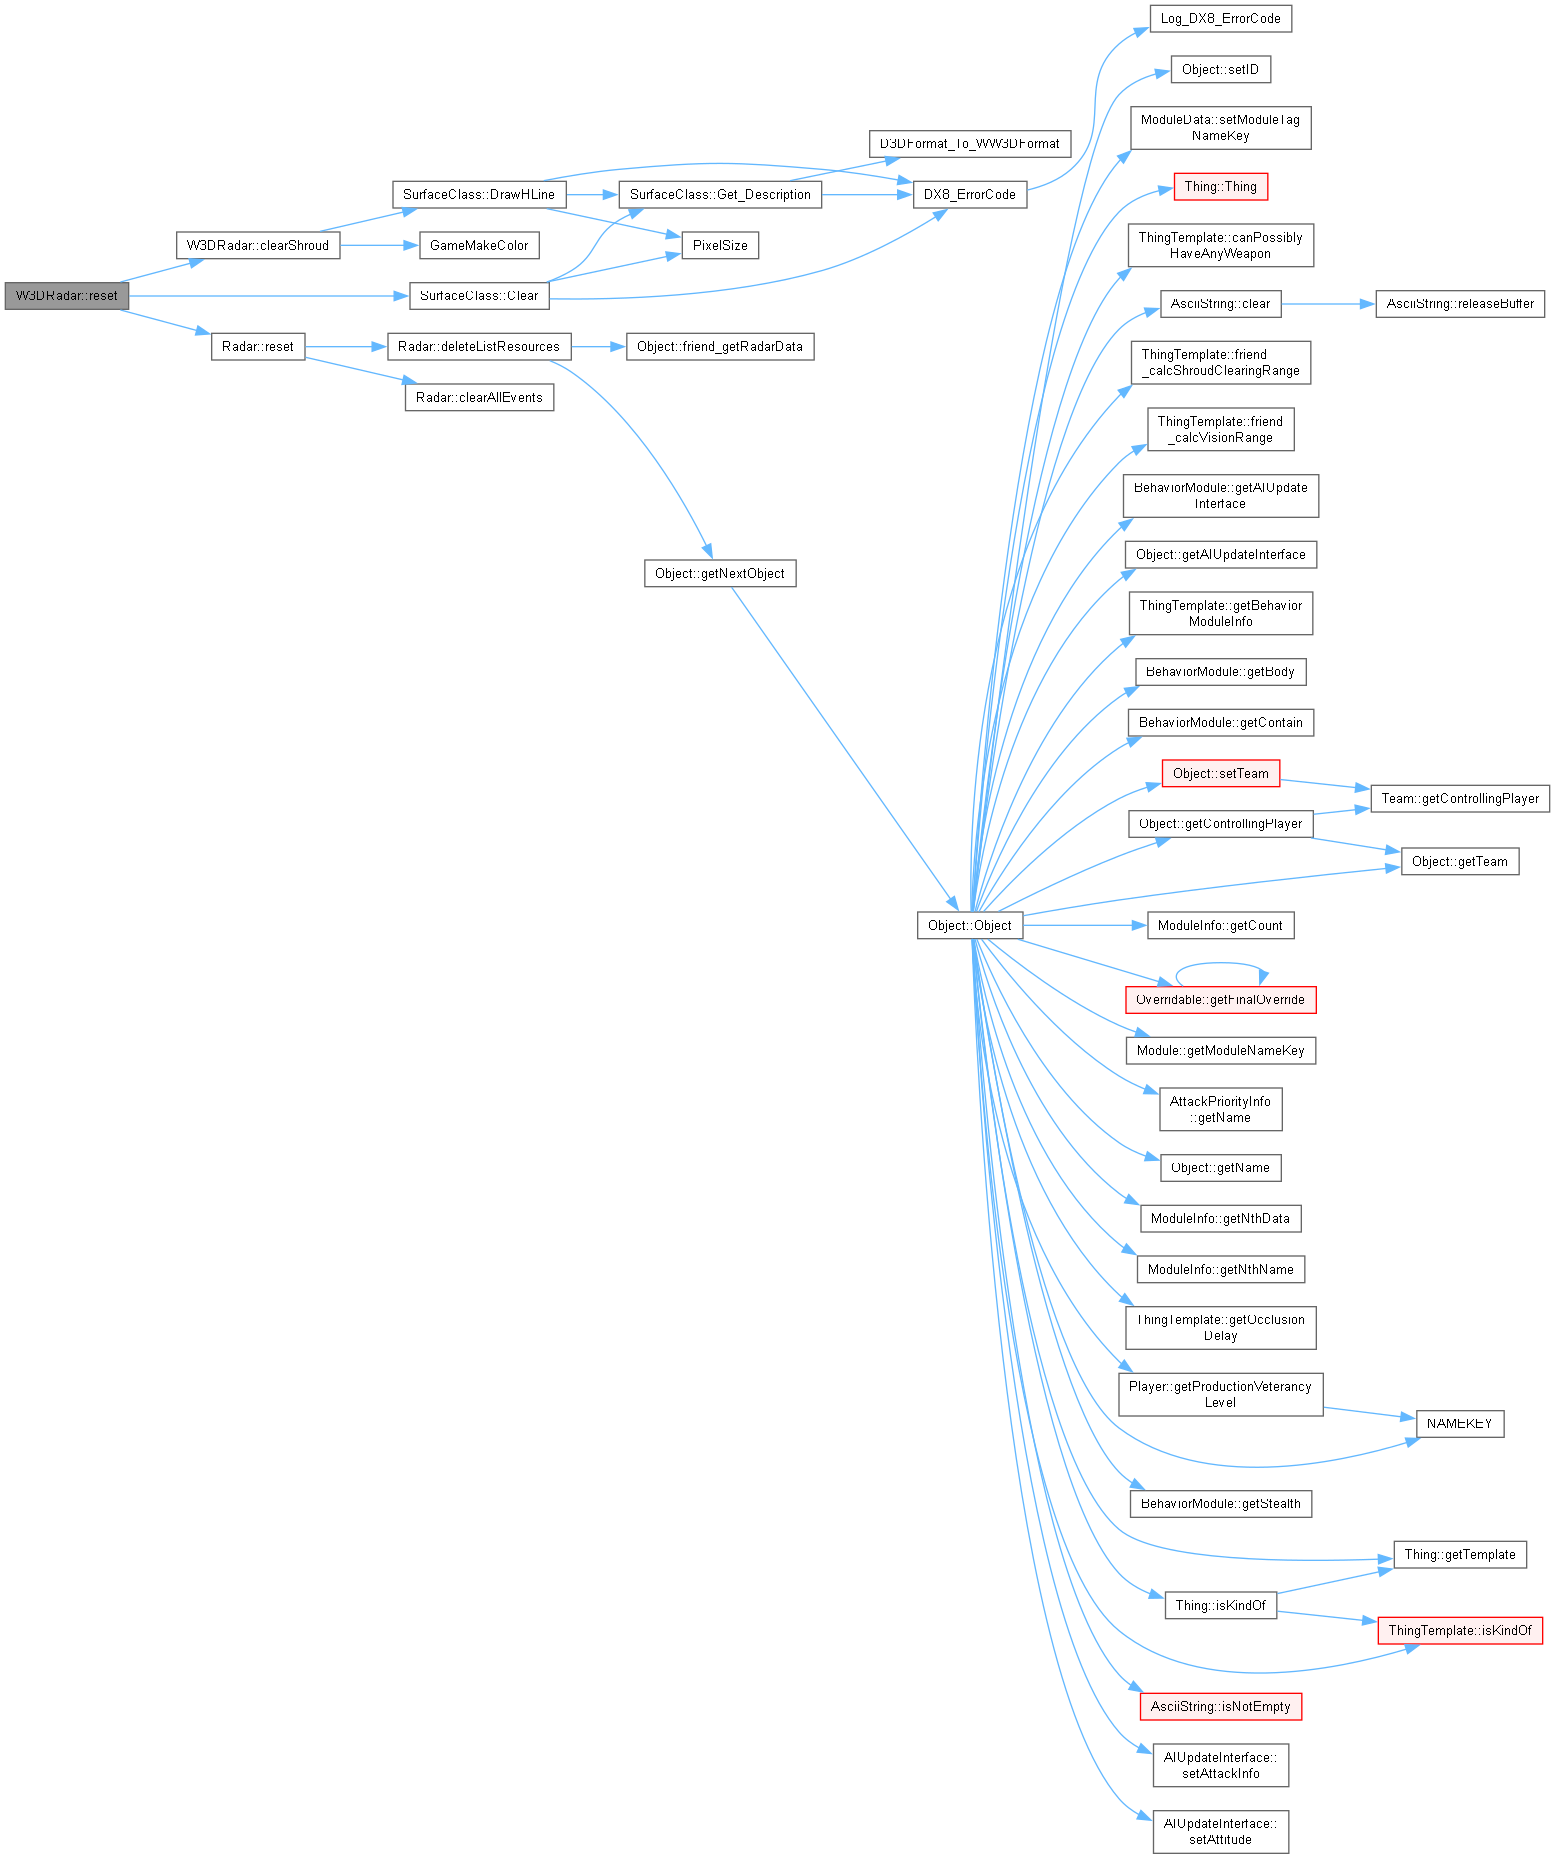 Log_DX8_ErrorCode
Object::setID
ModuleData::setModuleTag
NameKey
D3DFormat_To_WW3DFormat
SurfaceClass::DrawHLine
SurfaceClass::Get_Description
DX8_ErrorCode
Thing::Thing
W3DRadar::clearShroud
GameMakeColor
PixelSize
ThingTemplate::canPossibly
HaveAnyWeapon
W3DRadar::reset
SurfaceClass::Clear
AsciiString::clear
AsciiString::releaseBuffer
Radar::reset
Radar::deleteListResources
Object::friend_getRadarData
ThingTemplate::friend
_calcShroudClearingRange
Radar::clearAllEvents
ThingTemplate::friend
_calcVisionRange
BehaviorModule::getAIUpdate
Interface
Object::getAIUpdateInterface
Object::getNextObject
ThingTemplate::getBehavior
ModuleInfo
BehaviorModule::getBody
BehaviorModule::getContain
Object::setTeam
Team::getControllingPlayer
Object::getControllingPlayer
Object::getTeam
Object::Object
ModuleInfo::getCount
Overridable::getFinalOverride
Module::getModuleNameKey
AttackPriorityInfo
::getName
Object::getName
ModuleInfo::getNthData
ModuleInfo::getNthName
ThingTemplate::getOcclusion
Delay
Player::getProductionVeterancy
Level
NAMEKEY
BehaviorModule::getStealth
Thing::getTemplate
Thing::isKindOf
ThingTemplate::isKindOf
AsciiString::isNotEmpty
AIUpdateInterface::
setAttackInfo
AIUpdateInterface::
setAttitude